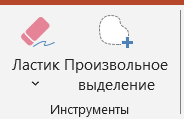 Ластик Произвольное
выделение
Инструменты